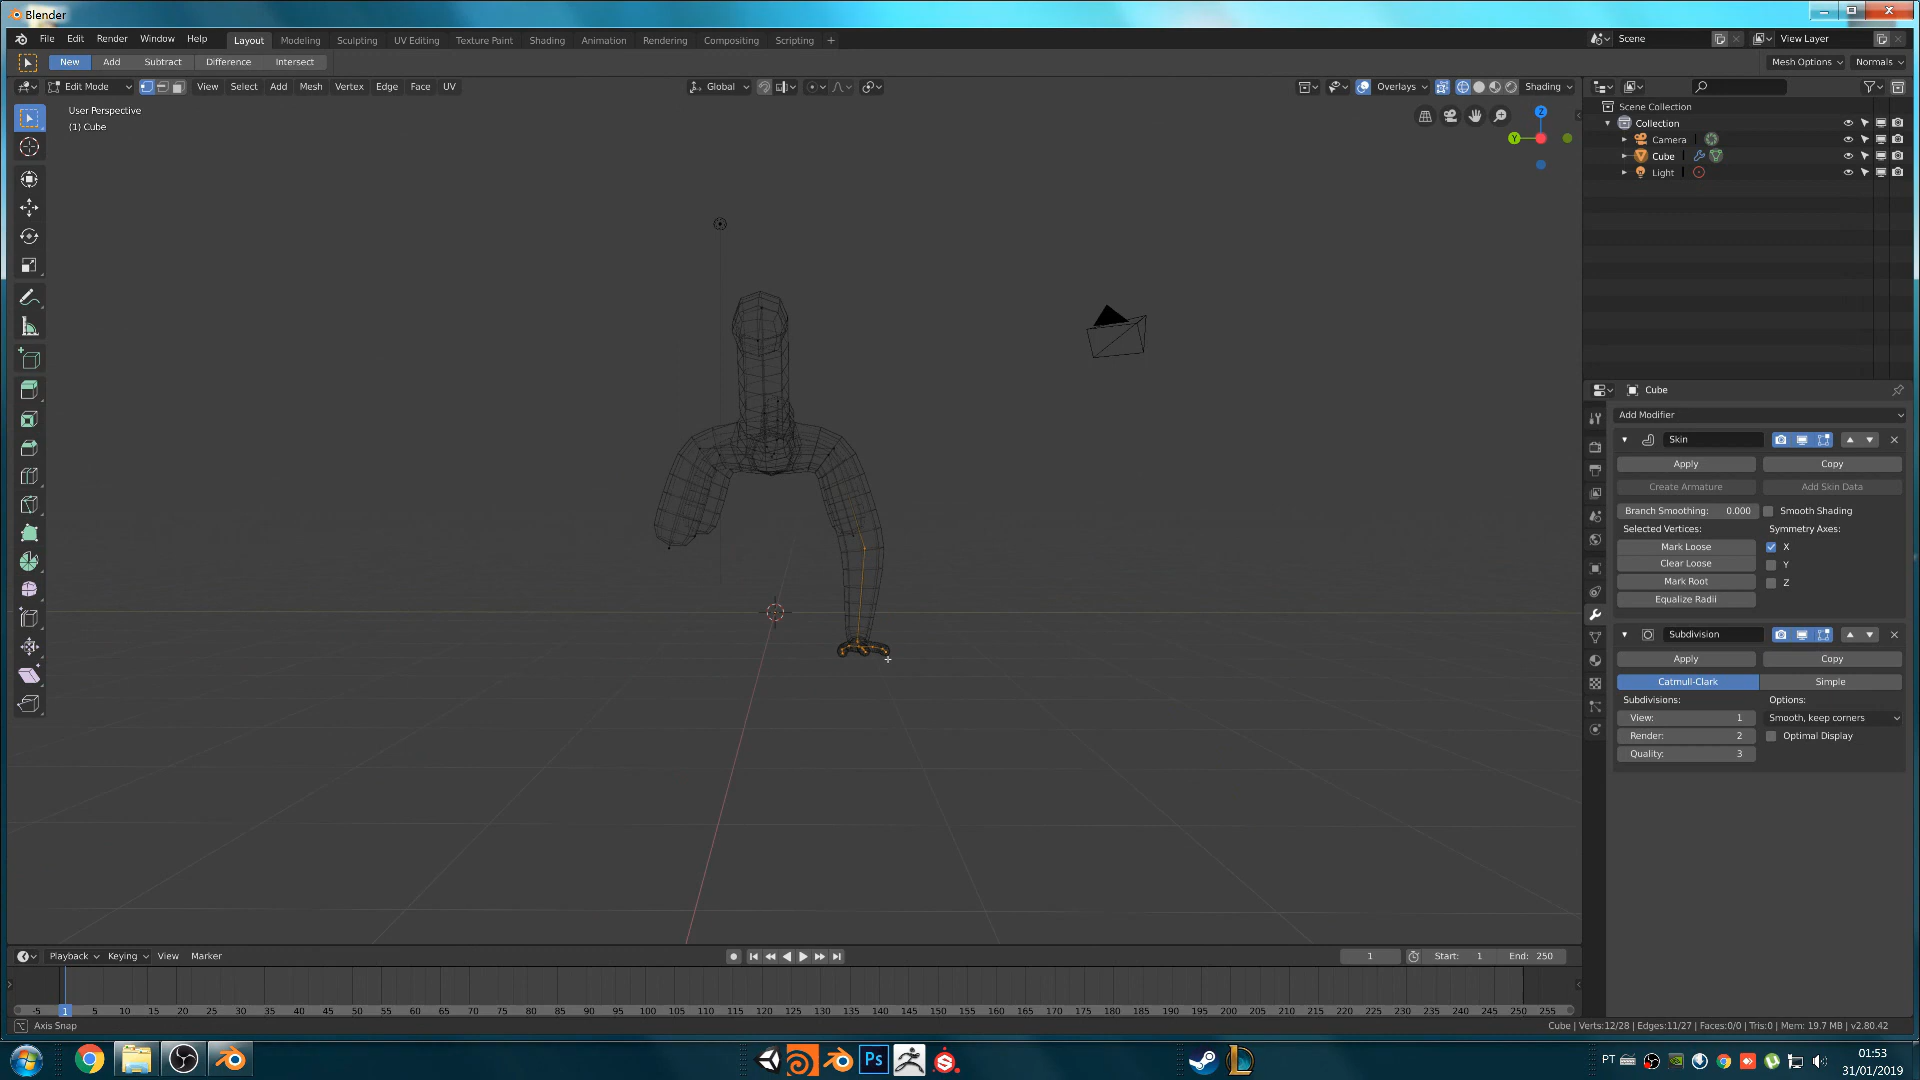 Blender
File Edit Render Window Help Layout Modeling Sculpting UV Editing Texture Paint Shading Animation Rendering Compositing Scripting + Scene View Layer
New Add Subtract Difference Intersect Mesh Options Normals
Edit Mode View Select Add Mesh Vertex Edge Face UV Global Overlays Shading
User Perspective
(1) Cube
Z
Y
Scene Collection
Collection
Camera
Cube
Light
Cube
Add Modifier
Skin
Apply Copy
Create Armature Add Skin Data
Branch Smoothing: 0.000 Smooth Shading
Selected Vertices: Symmetry Axes:
Mark Loose X
Clear Loose Y
Mark Root Z
Equalize Radii
Subdivision
Apply Copy
Catmull-Clark Simple
Subdivisions: Options:
View: 1 Smooth, keep corners
Render: 2 Optimal Display
Quality: 3
Playback Keying View Marker 1 Start: 1 End: 250
-5 1 5 10 15 20 25 30 35 40 45 50 55 60 65 70 75 80 85 90 95 100 105 110 115 120 125 130 135 140 145 150 155 160 165 170 175 180 185 190 195 200 205 210 215 220 225 230 235 240 245 250 255
Axis Snap Cube | Verts:12/28 | Edges:11/27 | Faces:0/0 | Tris:0 | Mem: 19.7 MB | v2.80.42
Ps PT 01:53
31/01/2019